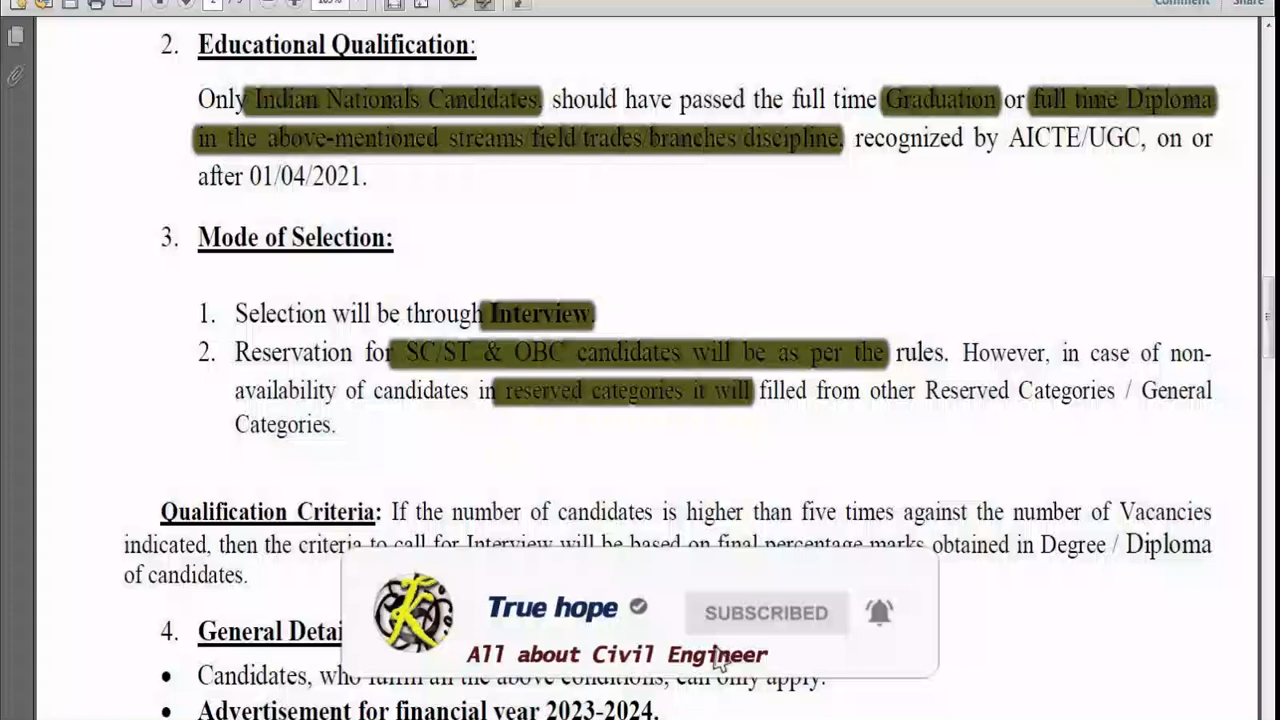 Comment Share
2. Educational Qualification:
Only Indian Nationals Candidates, should have passed the full time Graduation or full time Diploma
in the above-mentioned streams field trades branches discipline, recognized by AICTE/UGC, on or
after 01/04/2021.
3. Mode of Selection:
1. Selection will be through Interview.
2. Reservation for SC/ST & OBC candidates will be as per the rules. However, in case of non-
availability of candidates in reserved categories it will filled from other Reserved Categories / General
Categories.
Qualification Criteria: If the number of candidates is higher than five times against the number of Vacancies
indicated, then the criteria to call for Interview will be based on final percentage marks obtained in Degree / Diploma
of candidates.
True hope SUBSCRIBED
All about Civil Engineer
4. General Detai
• Candidates, who fulfill all the above conditions, can only apply.
• Advertisement for financial year 2023-2024.